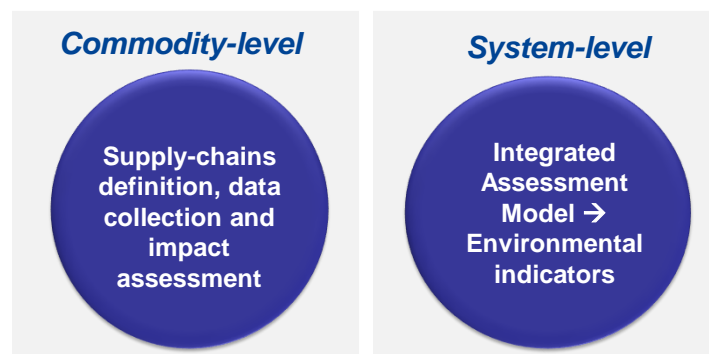 Commodity-level
Supply-chains
definition, data
collection and
impact
assessment
System-level
Integrated
Assessment
Model →
Environmental
indicators